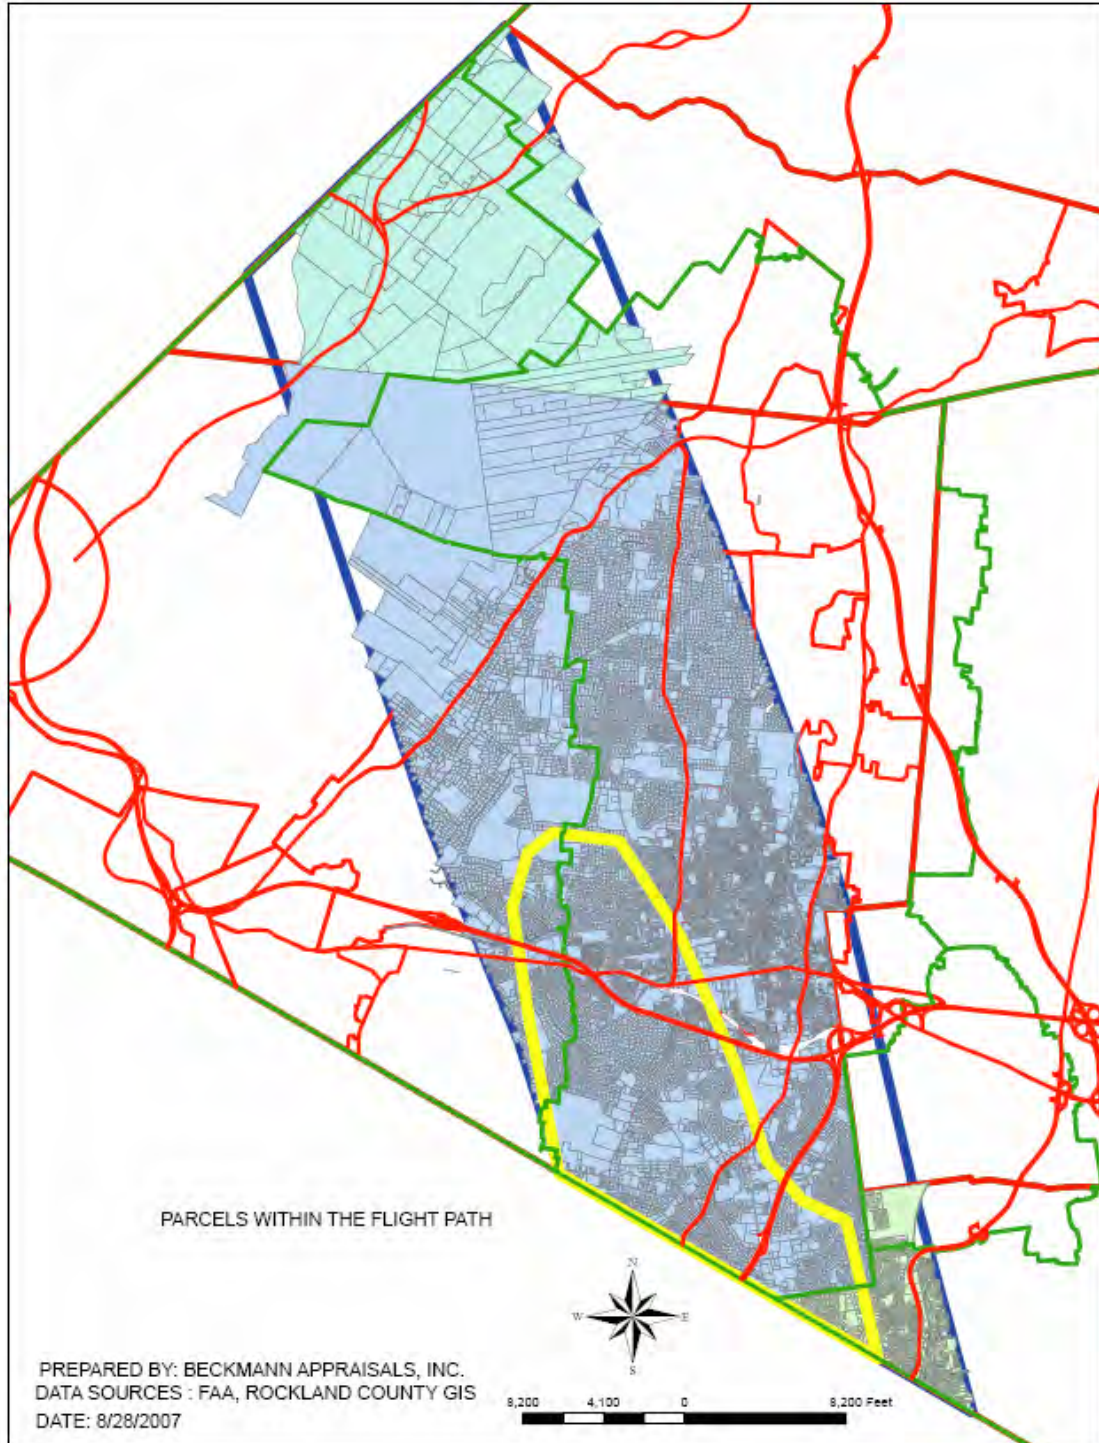 PARCELS WITHIN THE FLIGHT PATH
N
W E
S
PREPARED BY: BECKMANN APPRAISALS, INC.
DATA SOURCES : FAA, ROCKLAND COUNTY GIS
DATE: 8/28/2007
8,200 4,100 0 8,200 Feet